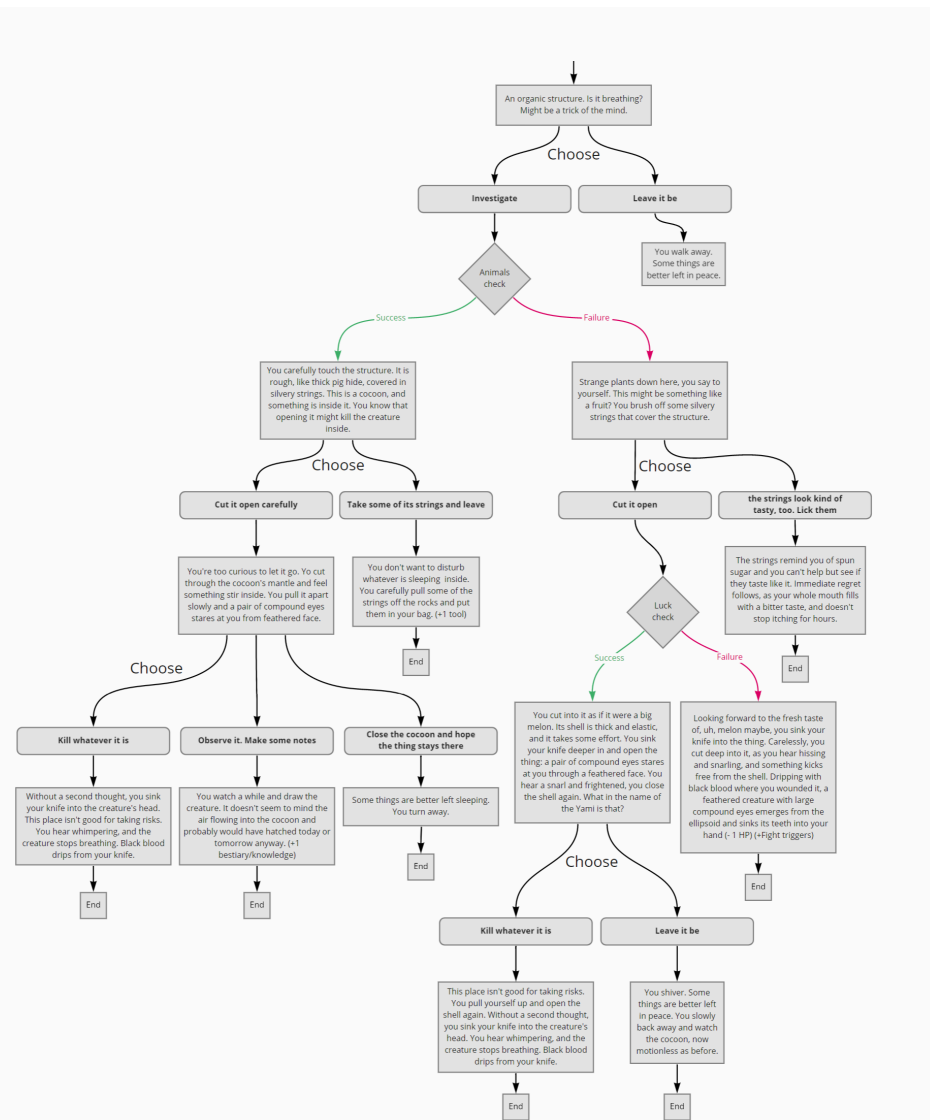 An organic structure. Is it breathing?
Might be a trick of the mind.
Choose
Investigate
Leave it be
You walk away.
Some things are
better left in peace.
Animals
check
Success
Failure
You carefully touch the structure. It is
rough, like thick pig hide, covered in
silvery strings. This is a cocoon, and
something is inside it. You know that
opening it might kill the creature
inside.
Strange plants down here, you say to
yourself. This might be something like
a fruit? You brush off some silvery
strings that cover the structure.
Choose
Choose
Cut it open carefully
Take some of its strings and leave
Cut it open
the strings look kind of
tasty, too. Lick them
You're too curious to let it go. Yo cut
through the cocoon's mantle and feel
something stir inside. You pull it apart
slowly and a pair of compound eyes
stares at you from feathered face.
You don't want to disturb
whatever is sleeping inside.
You carefully pull some of the
strings off the rocks and put
them in your bag. (+1 tool)
The strings remind you of spun
sugar and you can't help but see if
they taste like it. Immediate regret
follows, as your whole mouth fills
with a bitter taste, and doesn't
stop itching for hours.
Luck
check
End
End
Success
Failure
Choose
Kill whatever it is
Observe it. Make some notes
Close the cocoon and hope
the thing stays there
You cut into it as if it were a big
melon. Its shell is thick and elastic,
and it takes some effort. You sink
your knife deeper in and open the
thing: a pair of compound eyes stares
at you through a feathered face. You
hear a snarl and frightened, you close
the shell again. What in the name of
the Yami is that?
Looking forward to the fresh taste
of, uh, melon maybe, you sink your
knife into the thing. Carelessly, you
cut deep into it, as you hear hissing
and snarling, and something kicks
free from the shell. Dripping with
black blood where you wounded it, a
feathered creature with large
compound eyes emerges from the
ellipsoid and sinks its teeth into your
hand (- 1 HP) (+Fight triggers)
Without a second thought, you sink
your knife into the creature's head.
This place isn't good for taking risks.
You hear whimpering, and the
creature stops breathing. Black blood
drips from your knife.
You watch a while and draw the
creature. It doesn't seem to mind the
air flowing into the cocoon and
probably would have hatched today or
tomorrow anyway. (+1
bestiary/knowledge)
Some things are better left sleeping.
You turn away.
End
End
End
End
Choose
Kill whatever it is
Leave it be
This place isn't good for taking risks.
You pull yourself up and open the
shell again. Without a second thought,
you sink your knife into the creature's
head. You hear whimpering, and the
creature stops breathing. Black blood
drips from your knife.
You shiver. Some
things are better left
in peace. You slowly
back away and watch
the cocoon, now
motionless as before.
End
End